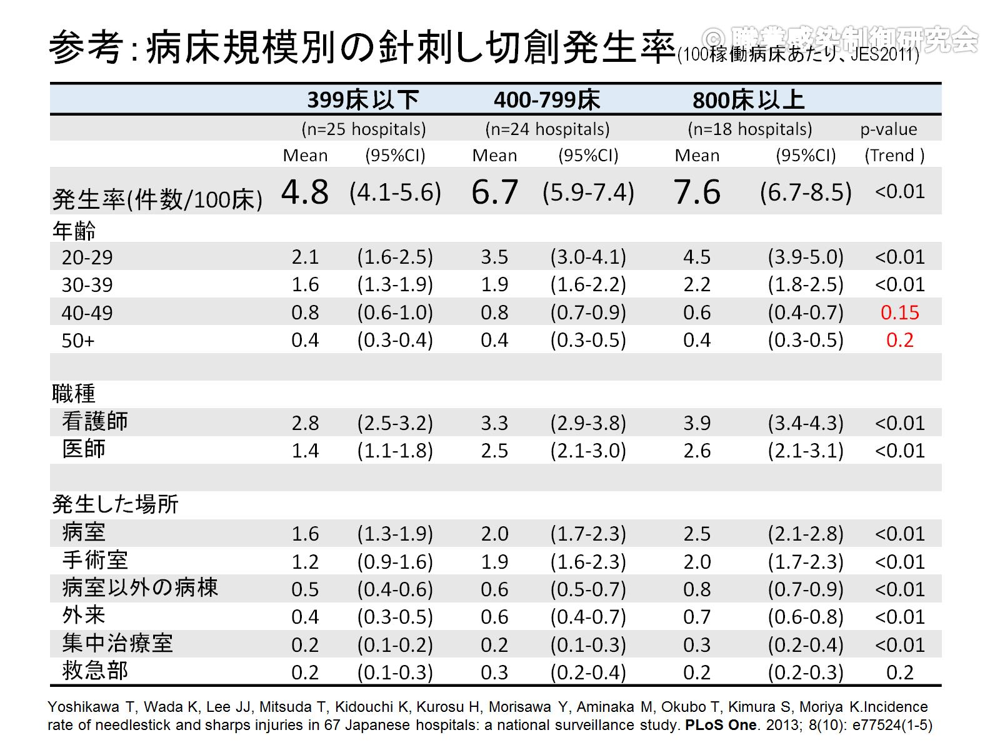 参考：病床規模別の針刺し切創発生率(100稼働病床あたり、JES2011)
© 職業感染制御研究会
399床以下 400-799床 800床以上
(n=25 hospitals) (n=24 hospitals) (n=18 hospitals) p-value
Mean (95%CI) Mean (95%CI) Mean (95%CI) (Trend )
発生率(件数/100床) 4.8 (4.1-5.6) 6.7 (5.9-7.4) 7.6 (6.7-8.5) <0.01
年齢
20-29 2.1 (1.6-2.5) 3.5 (3.0-4.1) 4.5 (3.9-5.0) <0.01
30-39 1.6 (1.3-1.9) 1.9 (1.6-2.2) 2.2 (1.8-2.5) <0.01
40-49 0.8 (0.6-1.0) 0.8 (0.7-0.9) 0.6 (0.4-0.7) 0.15
50+ 0.4 (0.3-0.4) 0.4 (0.3-0.5) 0.4 (0.3-0.5) 0.2
職種
看護師 2.8 (2.5-3.2) 3.3 (2.9-3.8) 3.9 (3.4-4.3) <0.01
医師 1.4 (1.1-1.8) 2.5 (2.1-3.0) 2.6 (2.1-3.1) <0.01
発生した場所
病室 1.6 (1.3-1.9) 2.0 (1.7-2.3) 2.5 (2.1-2.8) <0.01
手術室 1.2 (0.9-1.6) 1.9 (1.6-2.3) 2.0 (1.7-2.3) <0.01
病室以外の病棟 0.5 (0.4-0.6) 0.6 (0.5-0.7) 0.8 (0.7-0.9) <0.01
外来 0.4 (0.3-0.5) 0.6 (0.4-0.7) 0.7 (0.6-0.8) <0.01
集中治療室 0.2 (0.1-0.2) 0.2 (0.1-0.3) 0.3 (0.2-0.4) <0.01
救急部 0.2 (0.1-0.3) 0.3 (0.2-0.4) 0.2 (0.2-0.3) 0.2
Yoshikawa T, Wada K, Lee JJ, Mitsuda T, Kidouchi K, Kurosu H, Morisawa Y, Aminaka M, Okubo T, Kimura S, Moriya K.Incidence
rate of needlestick and sharps injuries in 67 Japanese hospitals: a national surveillance study. PLoS One. 2013; 8(10): e77524(1-5)